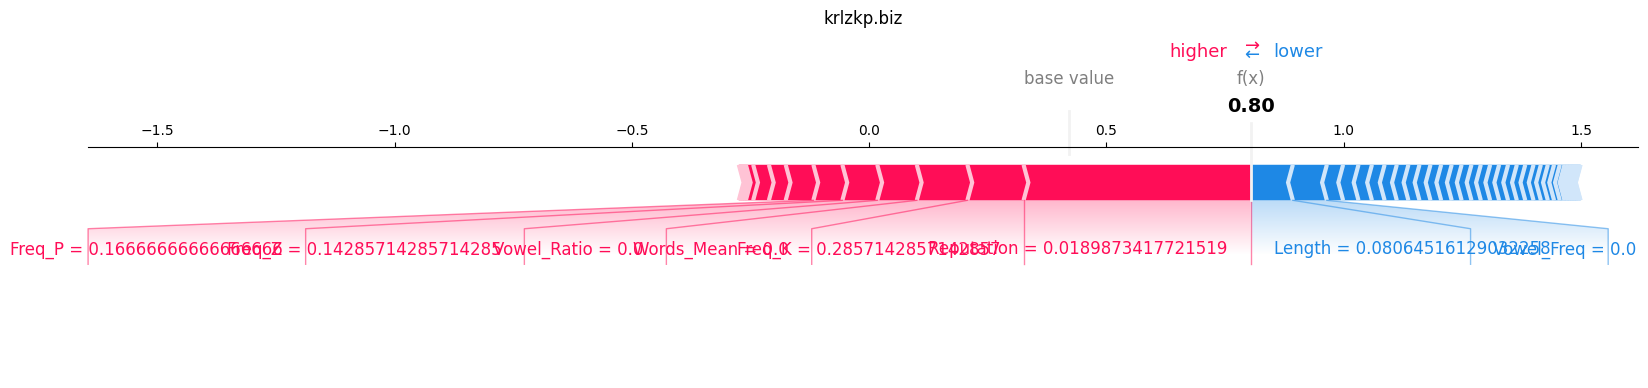 krlzkp.biz
higher ⇄ lower
base value f(x)
0.80
−1.5 −1.0 −0.5 0.0 0.5 1.0 1.5
Freq_P = 0.16666666666666666 Freq_Z = 0.14285714285714285 Vowel_Ratio = 0.0 Words_Mean = 0.0 Freq_K = 0.2857142857142857 Reputation = 0.0189873417721519 Length = 0.08064516129032258 Vowel_Freq = 0.0